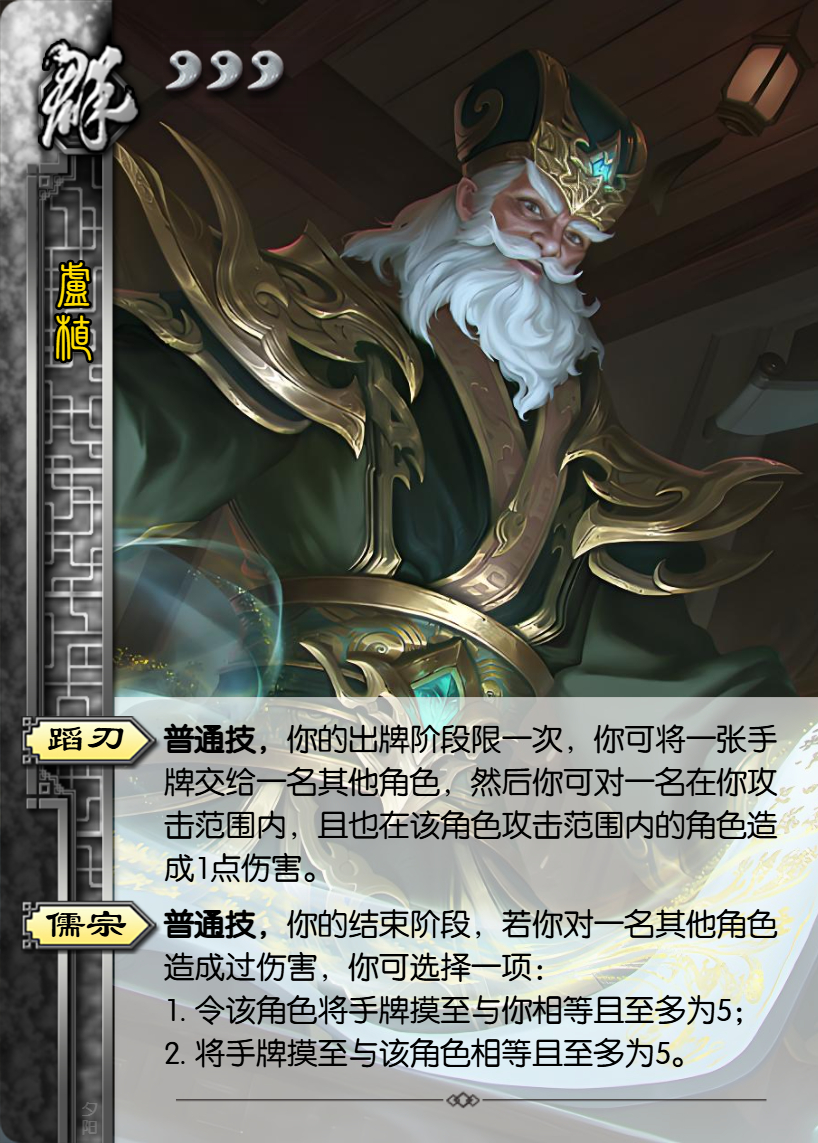 群
盧植
蹈刃
普通技，你的出牌阶段限一次，你可将一张手
牌交给一名其他角色，然后你可对一名在你攻
击范围内，且也在该角色攻击范围内的角色造
成1点伤害。
儒宗
普通技，你的结束阶段，若你对一名其他角色
造成过伤害，你可选择一项：
1. 令该角色将手牌摸至与你相等且至多为5；
2. 将手牌摸至与该角色相等且至多为5。
夕阳